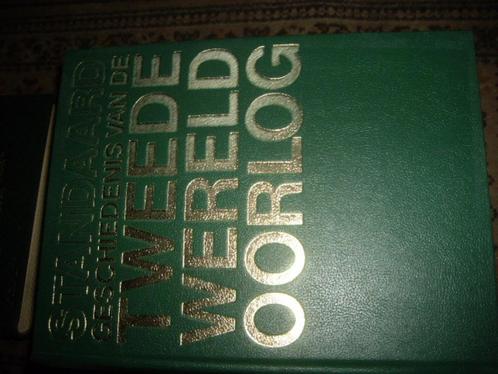 STANDAARD
GESCHIEDENIS VAN DE
TWEEDE
WERELD
OORLOG